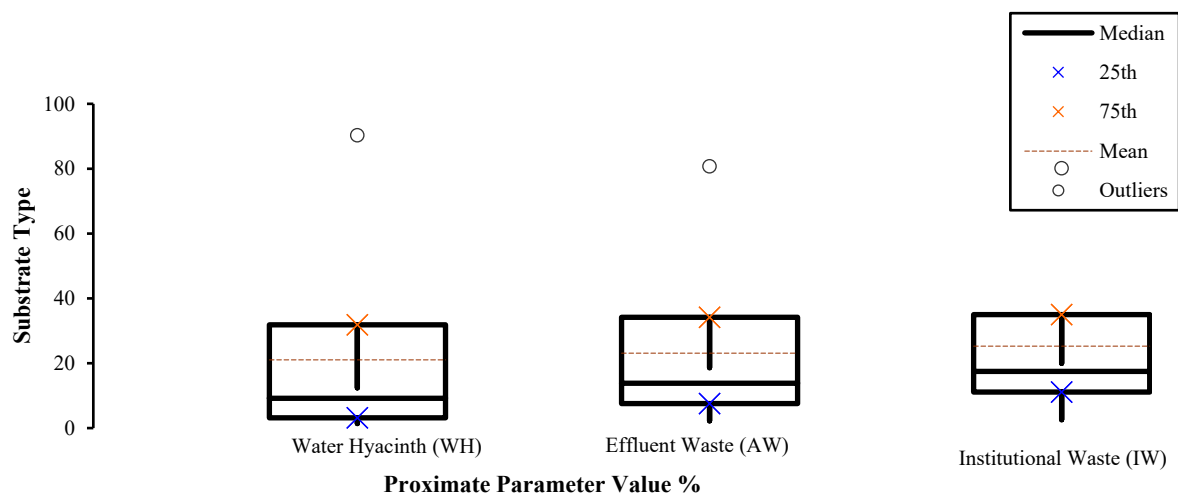 Median
25th
75th
Mean
Outliers
100
80
60
40
20
0
Substrate Type
Water Hyacinth (WH)
Effluent Waste (AW)
Institutional Waste (IW)
Proximate Parameter Value %